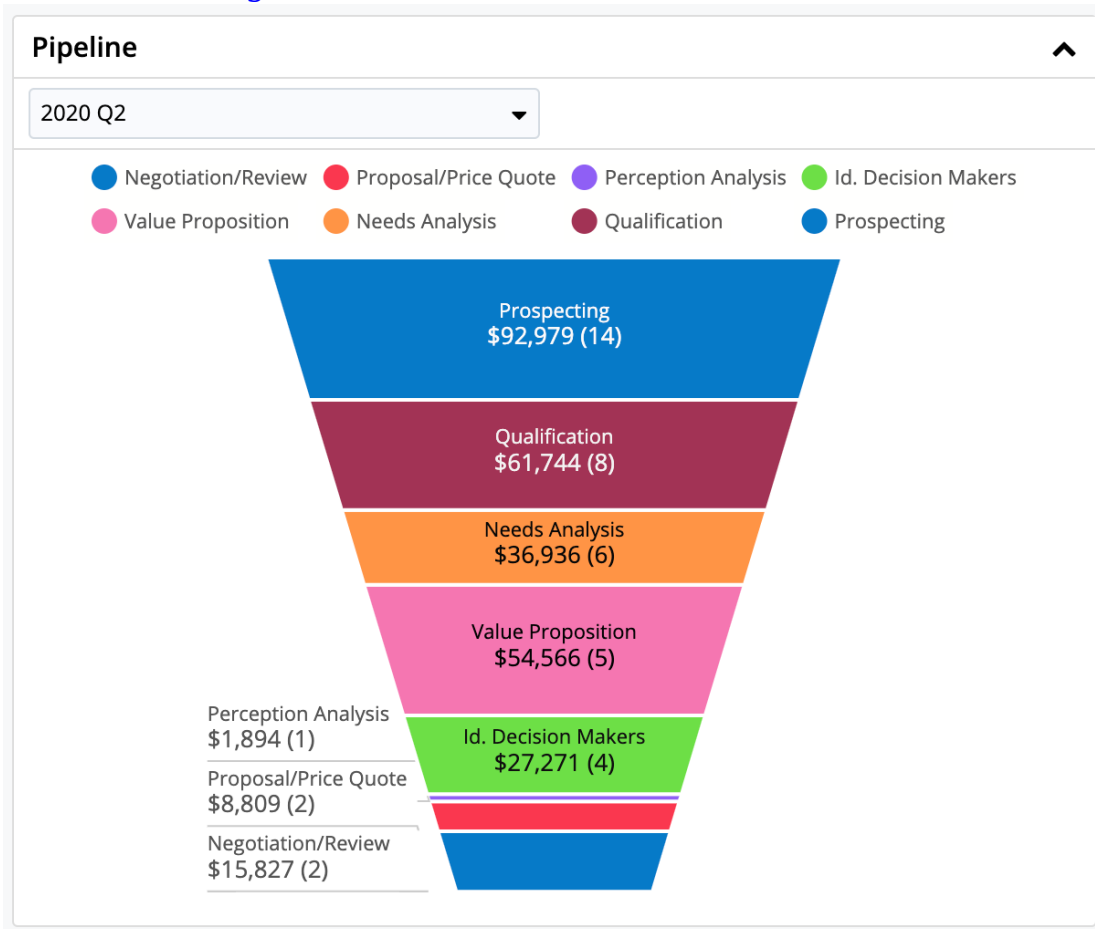 Pipeline
2020 Q2
Negotiation/Review Proposal/Price Quote Perception Analysis Id. Decision Makers
Value Proposition Needs Analysis Qualification Prospecting
Prospecting
$92,979 (14)
Qualification
$61,744 (8)
Needs Analysis
$36,936 (6)
Value Proposition
$54,566 (5)
Perception Analysis
$1,894 (1)
Id. Decision Makers
$27,271 (4)
Proposal/Price Quote
$8,809 (2)
Negotiation/Review
$15,827 (2)